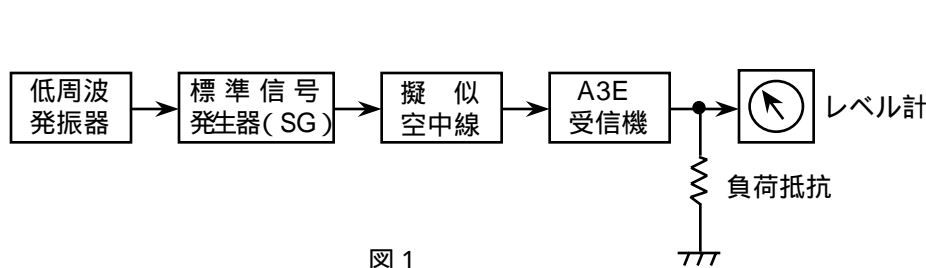 低周波
発振器
標準信号
発生器(SG)
擬似
空中線
A3E
受信機
レベル計
負荷抵抗
図1